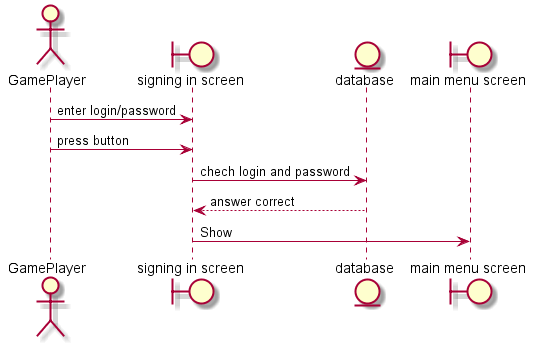 GamePlayer
signing in screen
database
main menu screen
enter login/password
press button
chech login and password
answer correct
Show
GamePlayer
signing in screen
database
main menu screen